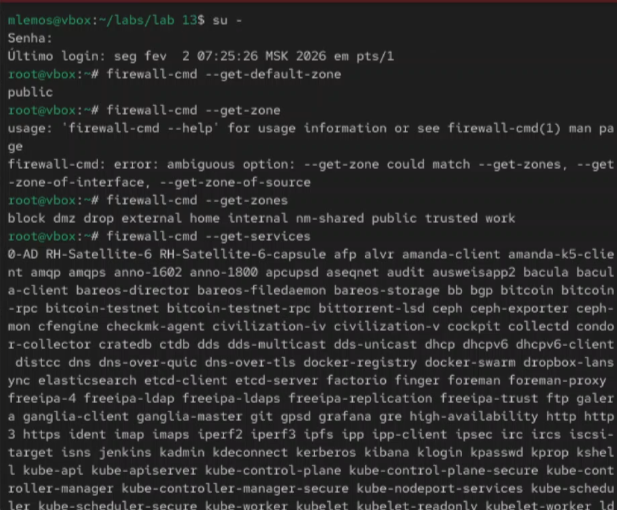 mlemos@vbox:~/labs/lab 13$ su -
Senha:
Último login: seg fev  2 07:25:26 MSK 2026 em pts/1
root@vbox:~# firewall-cmd --get-default-zone
public
root@vbox:~# firewall-cmd --get-zone
usage: 'firewall-cmd --help' for usage information or see firewall-cmd(1) man pa
ge
firewall-cmd: error: ambiguous option: --get-zone could match --get-zones, --get
-zone-of-interface, --get-zone-of-source
root@vbox:~# firewall-cmd --get-zones
block dmz drop external home internal nm-shared public trusted work
root@vbox:~# firewall-cmd --get-services
0-AD RH-Satellite-6 RH-Satellite-6-capsule afp alvr amanda-client amanda-k5-clie
nt amqp amqps anno-1602 anno-1800 apcupsd aseqnet audit ausweisapp2 bacula bacul
a-client bareos-director bareos-filedaemon bareos-storage bb bgp bitcoin bitcoin
-rpc bitcoin-testnet bitcoin-testnet-rpc bittorrent-lsd ceph ceph-exporter ceph-
mon cfengine checkmk-agent civilization-iv civilization-v cockpit collectd condo
r-collector cratedb ctdb dds dds-multicast dds-unicast dhcp dhcpv6 dhcpv6-client
 distcc dns dns-over-quic dns-over-tls docker-registry docker-swarm dropbox-lans
ync elasticsearch etcd-client etcd-server factorio finger foreman foreman-proxy
freeipa-4 freeipa-ldap freeipa-ldaps freeipa-replication freeipa-trust ftp galer
a ganglia-client ganglia-master git gpsd grafana gre high-availability http http
3 https ident imap imaps iperf2 iperf3 ipfs ipp ipp-client ipsec irc ircs iscsi-
target isns jenkins kadmin kdeconnect kerberos kibana klogin kpasswd kprop kshel
l kube-api kube-apiserver kube-control-plane kube-control-plane-secure kube-cont
roller-manager kube-controller-manager-secure kube-nodeport-services kube-schedu
ler kube-scheduler-secure kube-worker kubelet kubelet-readonly kubelet-worker ld